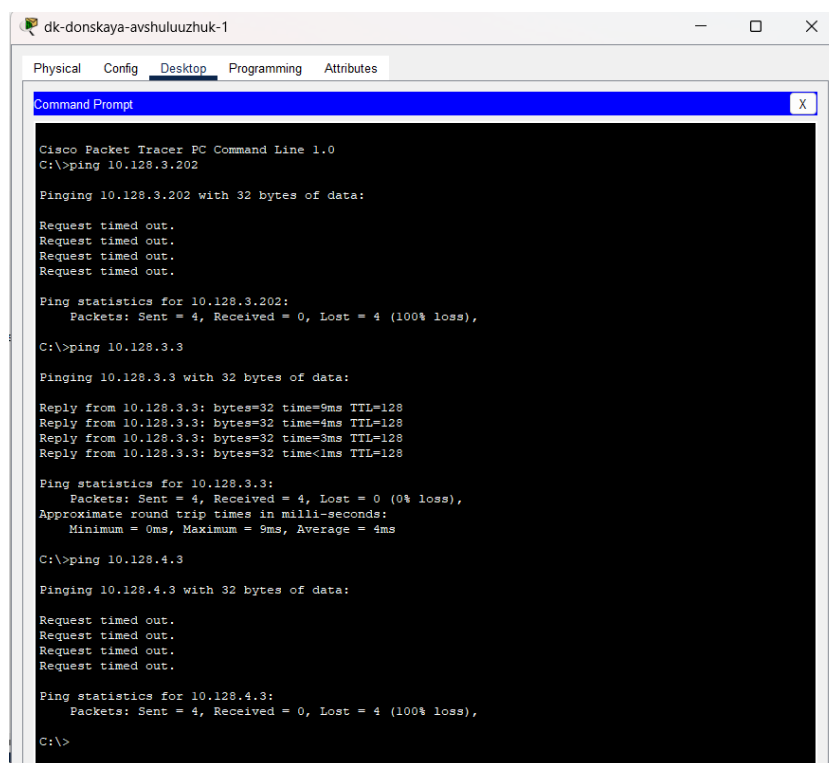 dk-donskaya-avshuluuzhuk-1
Physical Config Desktop Programming Attributes
Command Prompt X
Cisco Packet Tracer PC Command Line 1.0
C:\>ping 10.128.3.202
Pinging 10.128.3.202 with 32 bytes of data:
Request timed out.
Request timed out.
Request timed out.
Request timed out.
Ping statistics for 10.128.3.202:
Packets: Sent = 4, Received = 0, Lost = 4 (100% loss),
C:\>ping 10.128.3.3
Pinging 10.128.3.3 with 32 bytes of data:
Reply from 10.128.3.3: bytes=32 time=9ms TTL=128
Reply from 10.128.3.3: bytes=32 time=4ms TTL=128
Reply from 10.128.3.3: bytes=32 time=3ms TTL=128
Reply from 10.128.3.3: bytes=32 time<1ms TTL=128
Ping statistics for 10.128.3.3:
Packets: Sent = 4, Received = 4, Lost = 0 (0% loss),
Approximate round trip times in milli-seconds:
Minimum = 0ms, Maximum = 9ms, Average = 4ms
C:\>ping 10.128.4.3
Pinging 10.128.4.3 with 32 bytes of data:
Request timed out.
Request timed out.
Request timed out.
Request timed out.
Ping statistics for 10.128.4.3:
Packets: Sent = 4, Received = 0, Lost = 4 (100% loss),
C:\>